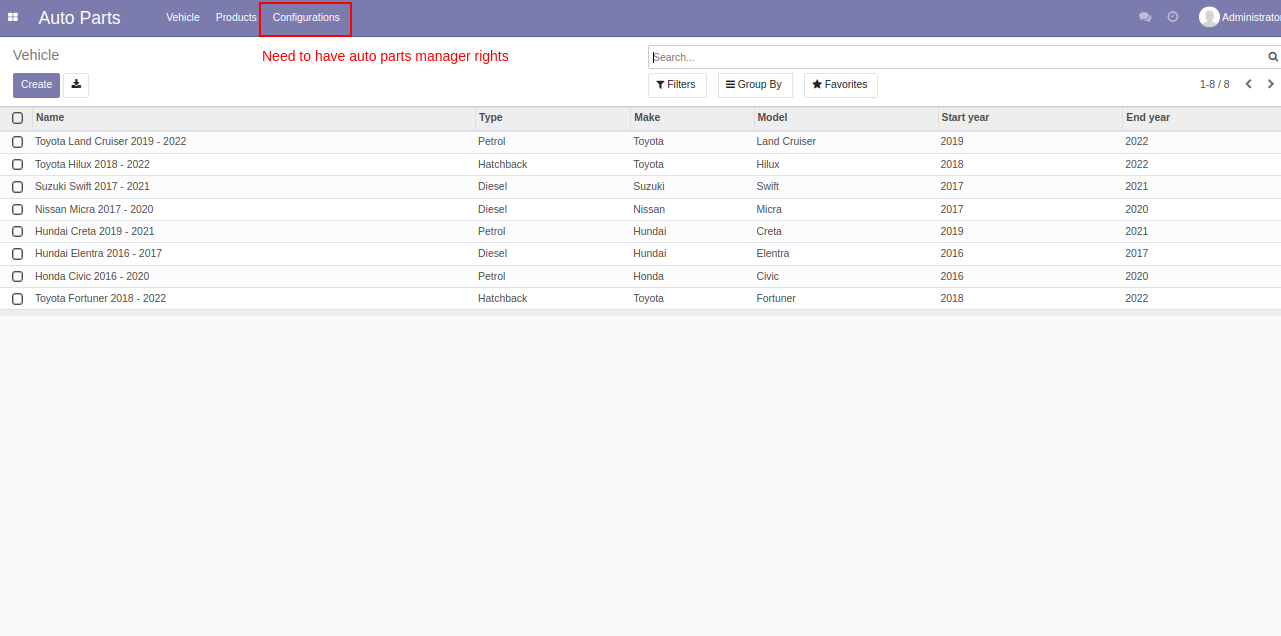 Auto Parts Vehicle Products Configurations Administrator
Vehicle Need to have auto parts manager rights Search...
Create Filters Group By Favorites 1-8 / 8
Name Type Make Model Start year End year
Toyota Land Cruiser 2019 - 2022 Petrol Toyota Land Cruiser 2019 2022
Toyota Hilux 2018 - 2022 Hatchback Toyota Hilux 2018 2022
Suzuki Swift 2017 - 2021 Diesel Suzuki Swift 2017 2021
Nissan Micra 2017 - 2020 Diesel Nissan Micra 2017 2020
Hundai Creta 2019 - 2021 Petrol Hundai Creta 2019 2021
Hundai Elentra 2016 - 2017 Diesel Hundai Elentra 2016 2017
Honda Civic 2016 - 2020 Petrol Honda Civic 2016 2020
Toyota Fortuner 2018 - 2022 Hatchback Toyota Fortuner 2018 2022